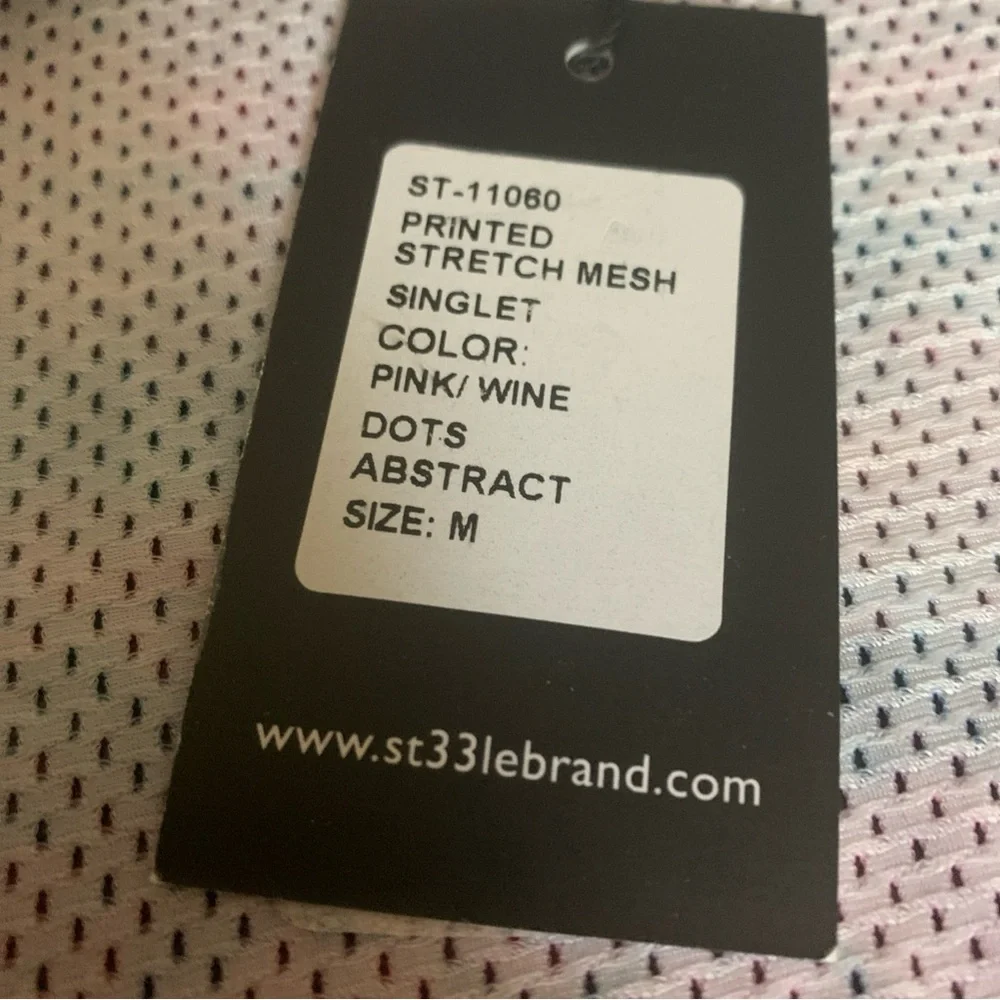 ST-11060
PRINTED
STRETCH MESH
SINGLET
COLOR:
PINK/ WINE
DOTS
ABSTRACT
SIZE: M
www.st33lebrand.com